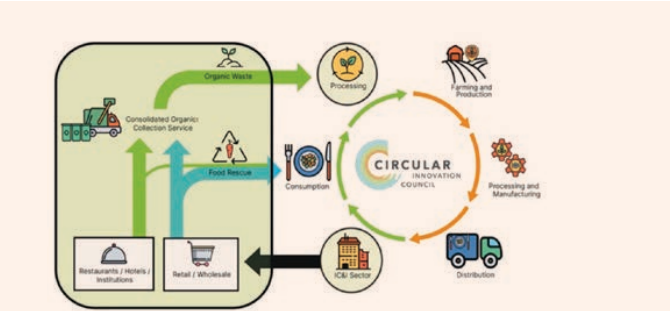 Organic Waste
Processing
Farming and
Production
Consolidated Organics
Collection Service
Food Rescue
Consumption
CIRCULAR
INNOVATION
COUNCIL
Processing and
Manufacturing
Restaurants / Hotels /
Institutions
Retail / Wholesale
IC&I Sector
Distribution